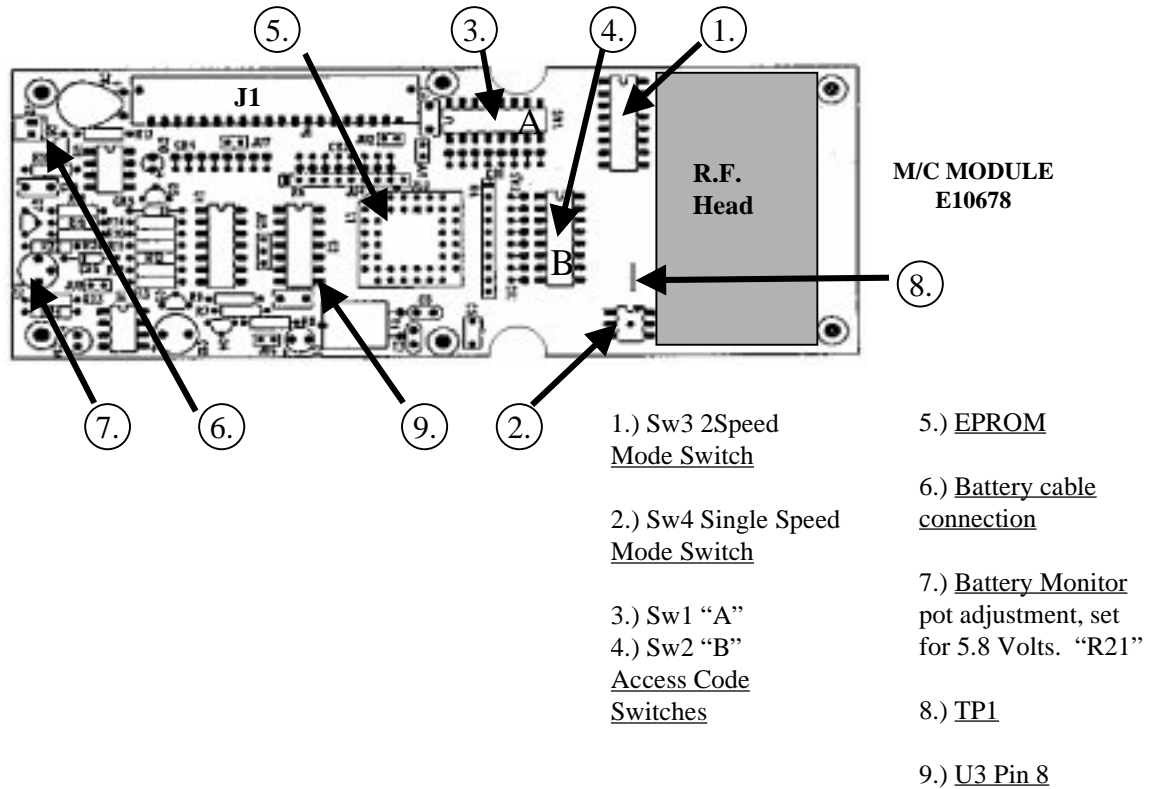 5.
3.
4.
1.
J1
A
R.F.
Head
M/C MODULE
E10678
B
8.
7.
6.
9.
2.
1.) Sw3 2Speed
Mode Switch
2.) Sw4 Single Speed
Mode Switch
3.) Sw1 “A”
4.) Sw2 “B”
Access Code
Switches
5.) EPROM
6.) Battery cable
connection
7.) Battery Monitor
pot adjustment, set
for 5.8 Volts. “R21”
8.) TP1
9.) U3 Pin 8